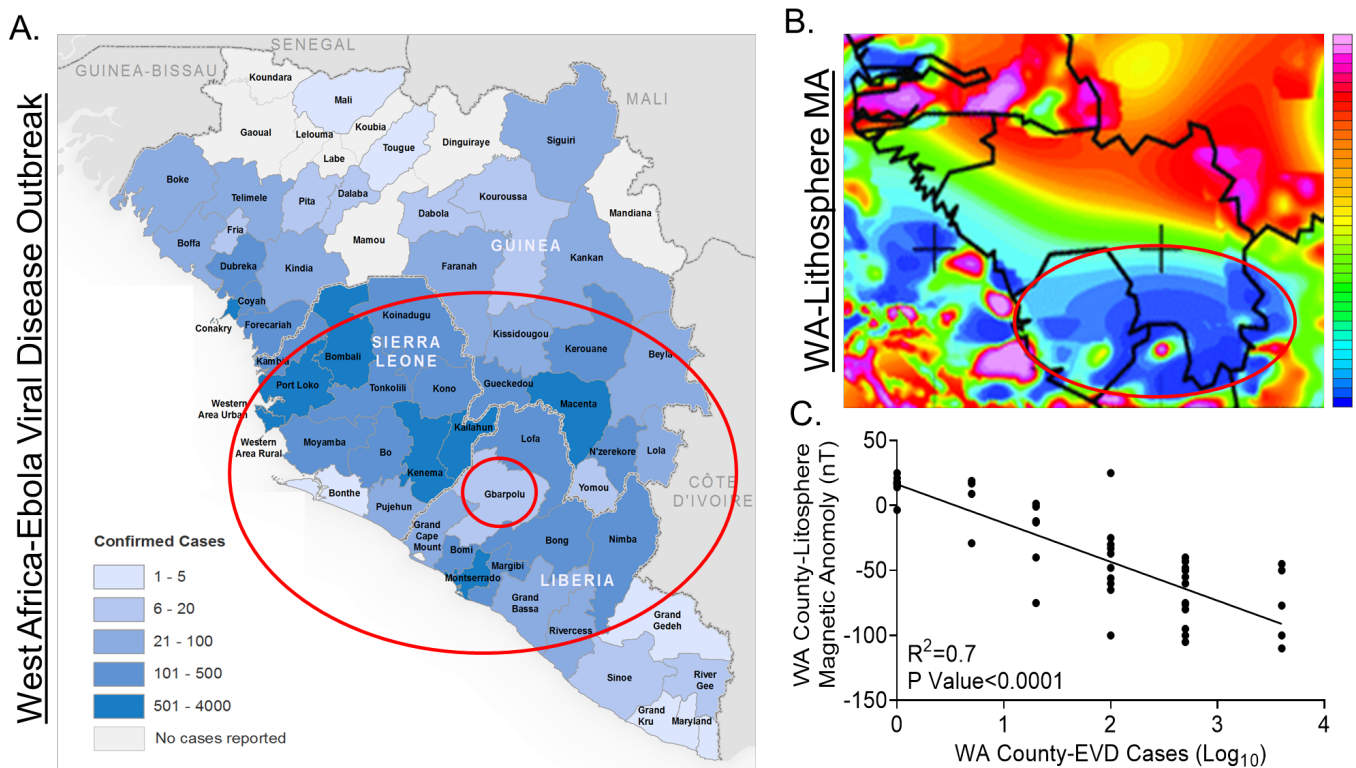 A.
West Africa-Ebola Viral Disease Outbreak
SENEGAL
GUINEA-BISSAU
MALI
Koundara
Mali
Gaoual
Lelouma
Koubia
Labe
Tougue
Dinguiraye
Siguiri
Boke
Telimele
Pita
Dalaba
Dabola
Kouroussa
Mandiana
Fria
Boffa
Mamou
GUINEA
Dubreka
Kindia
Faranah
Kankan
Coyah
Conakry
Forecariah
Koinadugu
Kissidougou
Kerouane
Beyla
Kambia
Bombali
SIERRA
LEONE
Port Loko
Tonkolili
Kono
Gueckedou
Macenta
Western
Area Urban
Western
Area Rural
Moyamba
Bo
Kailahun
Kenema
Lofa
N'zerekore
Lola
Bonthe
Pujehun
Gbarpolu
Yomou
CÔTE
D'IVOIRE
Grand
Cape
Mount
Bomi
Bong
Nimba
Margibi
Montserrado
LIBERIA
Grand
Bassa
Rivercess
Grand
Gedeh
Sinoe
River
Gee
Grand
Kru
Maryland
Confirmed Cases
1 - 5
6 - 20
21 - 100
101 - 500
501 - 4000
No cases reported
B.
WA-Lithosphere MA
C.
WA County-Litosphere
Magnetic Anomoly (nT)
50
0
-50
-100
-150
R²=0.7
P Value<0.0001
0
1
2
3
4
WA County-EVD Cases (Log₁₀)